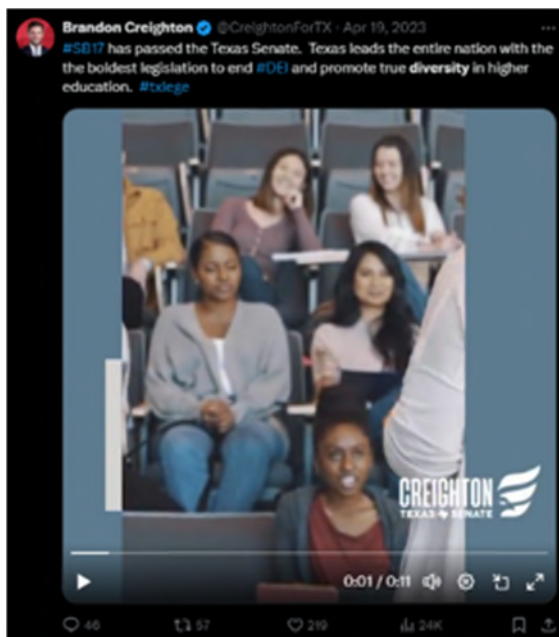 Brandon Creighton @CreightonForTX · Apr 19, 2023
#SB17 has passed the Texas Senate. Texas leads the entire nation with the
the boldest legislation to end #DEI and promote true diversity in higher
education. #txlege
CREIGHTON
TEXAS SENATE
0:01 / 0:11
46 57 219 24K